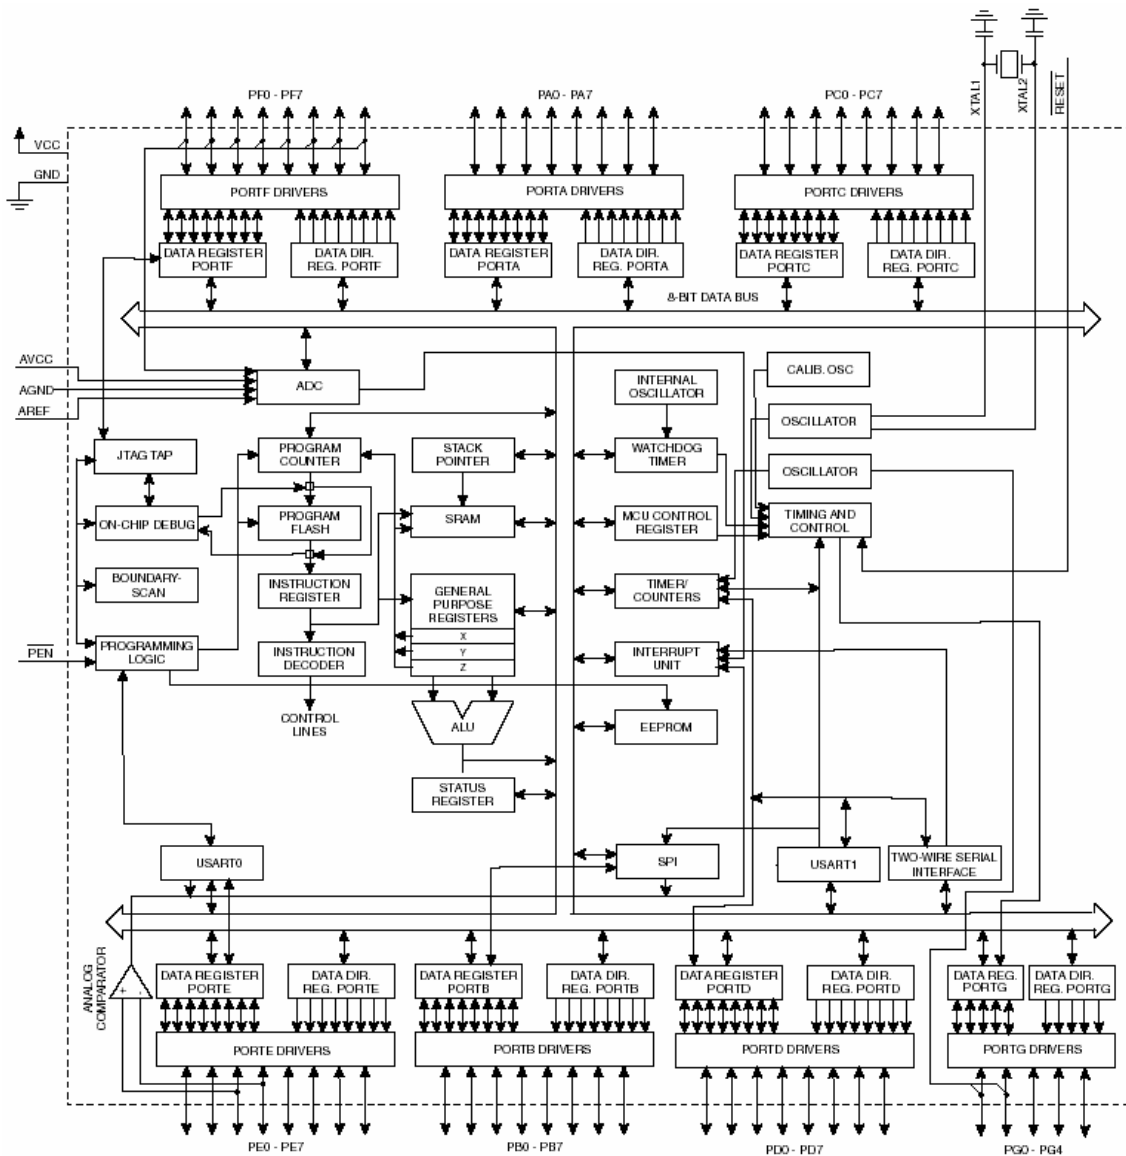 PF0 - PF7
PA0 - PA7
PC0 - PC7
XTAL1
XTAL2
RESET
VCC
GND
PORTF DRIVERS
PORTA DRIVERS
PORTC DRIVERS
DATA REGISTER
PORTF
DATA DIR.
REG. PORTF
DATA REGISTER
PORTA
DATA DIR.
REG. PORTA
DATA REGISTER
PORTC
DATA DIR.
REG. PORTC
8-BIT DATA BUS
AVCC
AGND
AREF
ADC
INTERNAL
OSCILLATOR
CALIB. OSC
OSCILLATOR
JTAG TAP
PROGRAM
COUNTER
STACK
POINTER
WATCHDOG
TIMER
OSCILLATOR
ON-CHIP DEBUG
PROGRAM
FLASH
SRAM
MCU CONTROL
REGISTER
TIMING AND
CONTROL
BOUNDARY-
SCAN
INSTRUCTION
REGISTER
GENERAL
PURPOSE
REGISTERS
X
Y
Z
TIMER/
COUNTERS
PEN
PROGRAMMING
LOGIC
INSTRUCTION
DECODER
INTERRUPT
UNIT
CONTROL
LINES
ALU
EEPROM
STATUS
REGISTER
USART0
SPI
USART1
TWO-WIRE SERIAL
INTERFACE
ANALOG
COMPARATOR
+ -
DATA REGISTER
PORTE
DATA DIR.
REG. PORTE
DATA REGISTER
PORTB
DATA DIR.
REG. PORTB
DATA REGISTER
PORTD
DATA DIR.
REG. PORTD
DATA REG.
PORTG
DATA DIR.
REG. PORTG
PORTE DRIVERS
PORTB DRIVERS
PORTD DRIVERS
PORTG DRIVERS
PE0 - PE7
PB0 - PB7
PD0 - PD7
PG0 - PG4